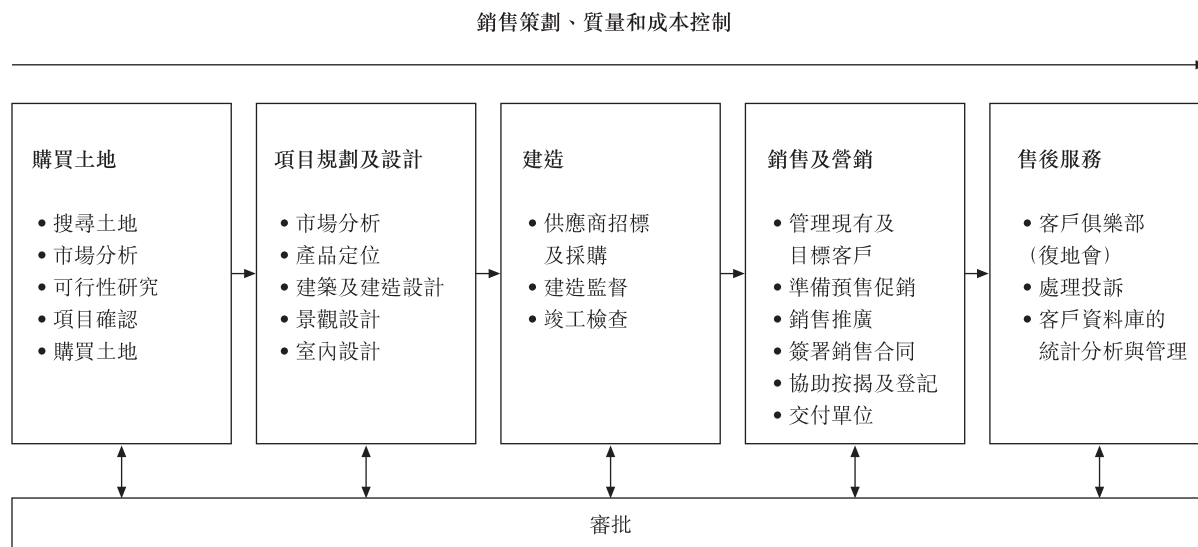 銷售策劃、質量和成本控制
購買土地
• 搜尋土地
• 市場分析
• 可行性研究
• 項目確認
• 購買土地
項目規劃及設計
• 市場分析
• 產品定位
• 建築及建造設計
• 景觀設計
• 室內設計
建造
• 供應商招標
及採購
• 建造監督
• 竣工檢查
銷售及營銷
• 管理現有及
目標客戶
• 準備預售促銷
• 銷售推廣
• 簽署銷售合同
• 協助按揭及登記
• 交付單位
售後服務
• 客戶俱樂部
（復地會）
• 處理投訴
• 客戶資料庫的
統計分析與管理
審批